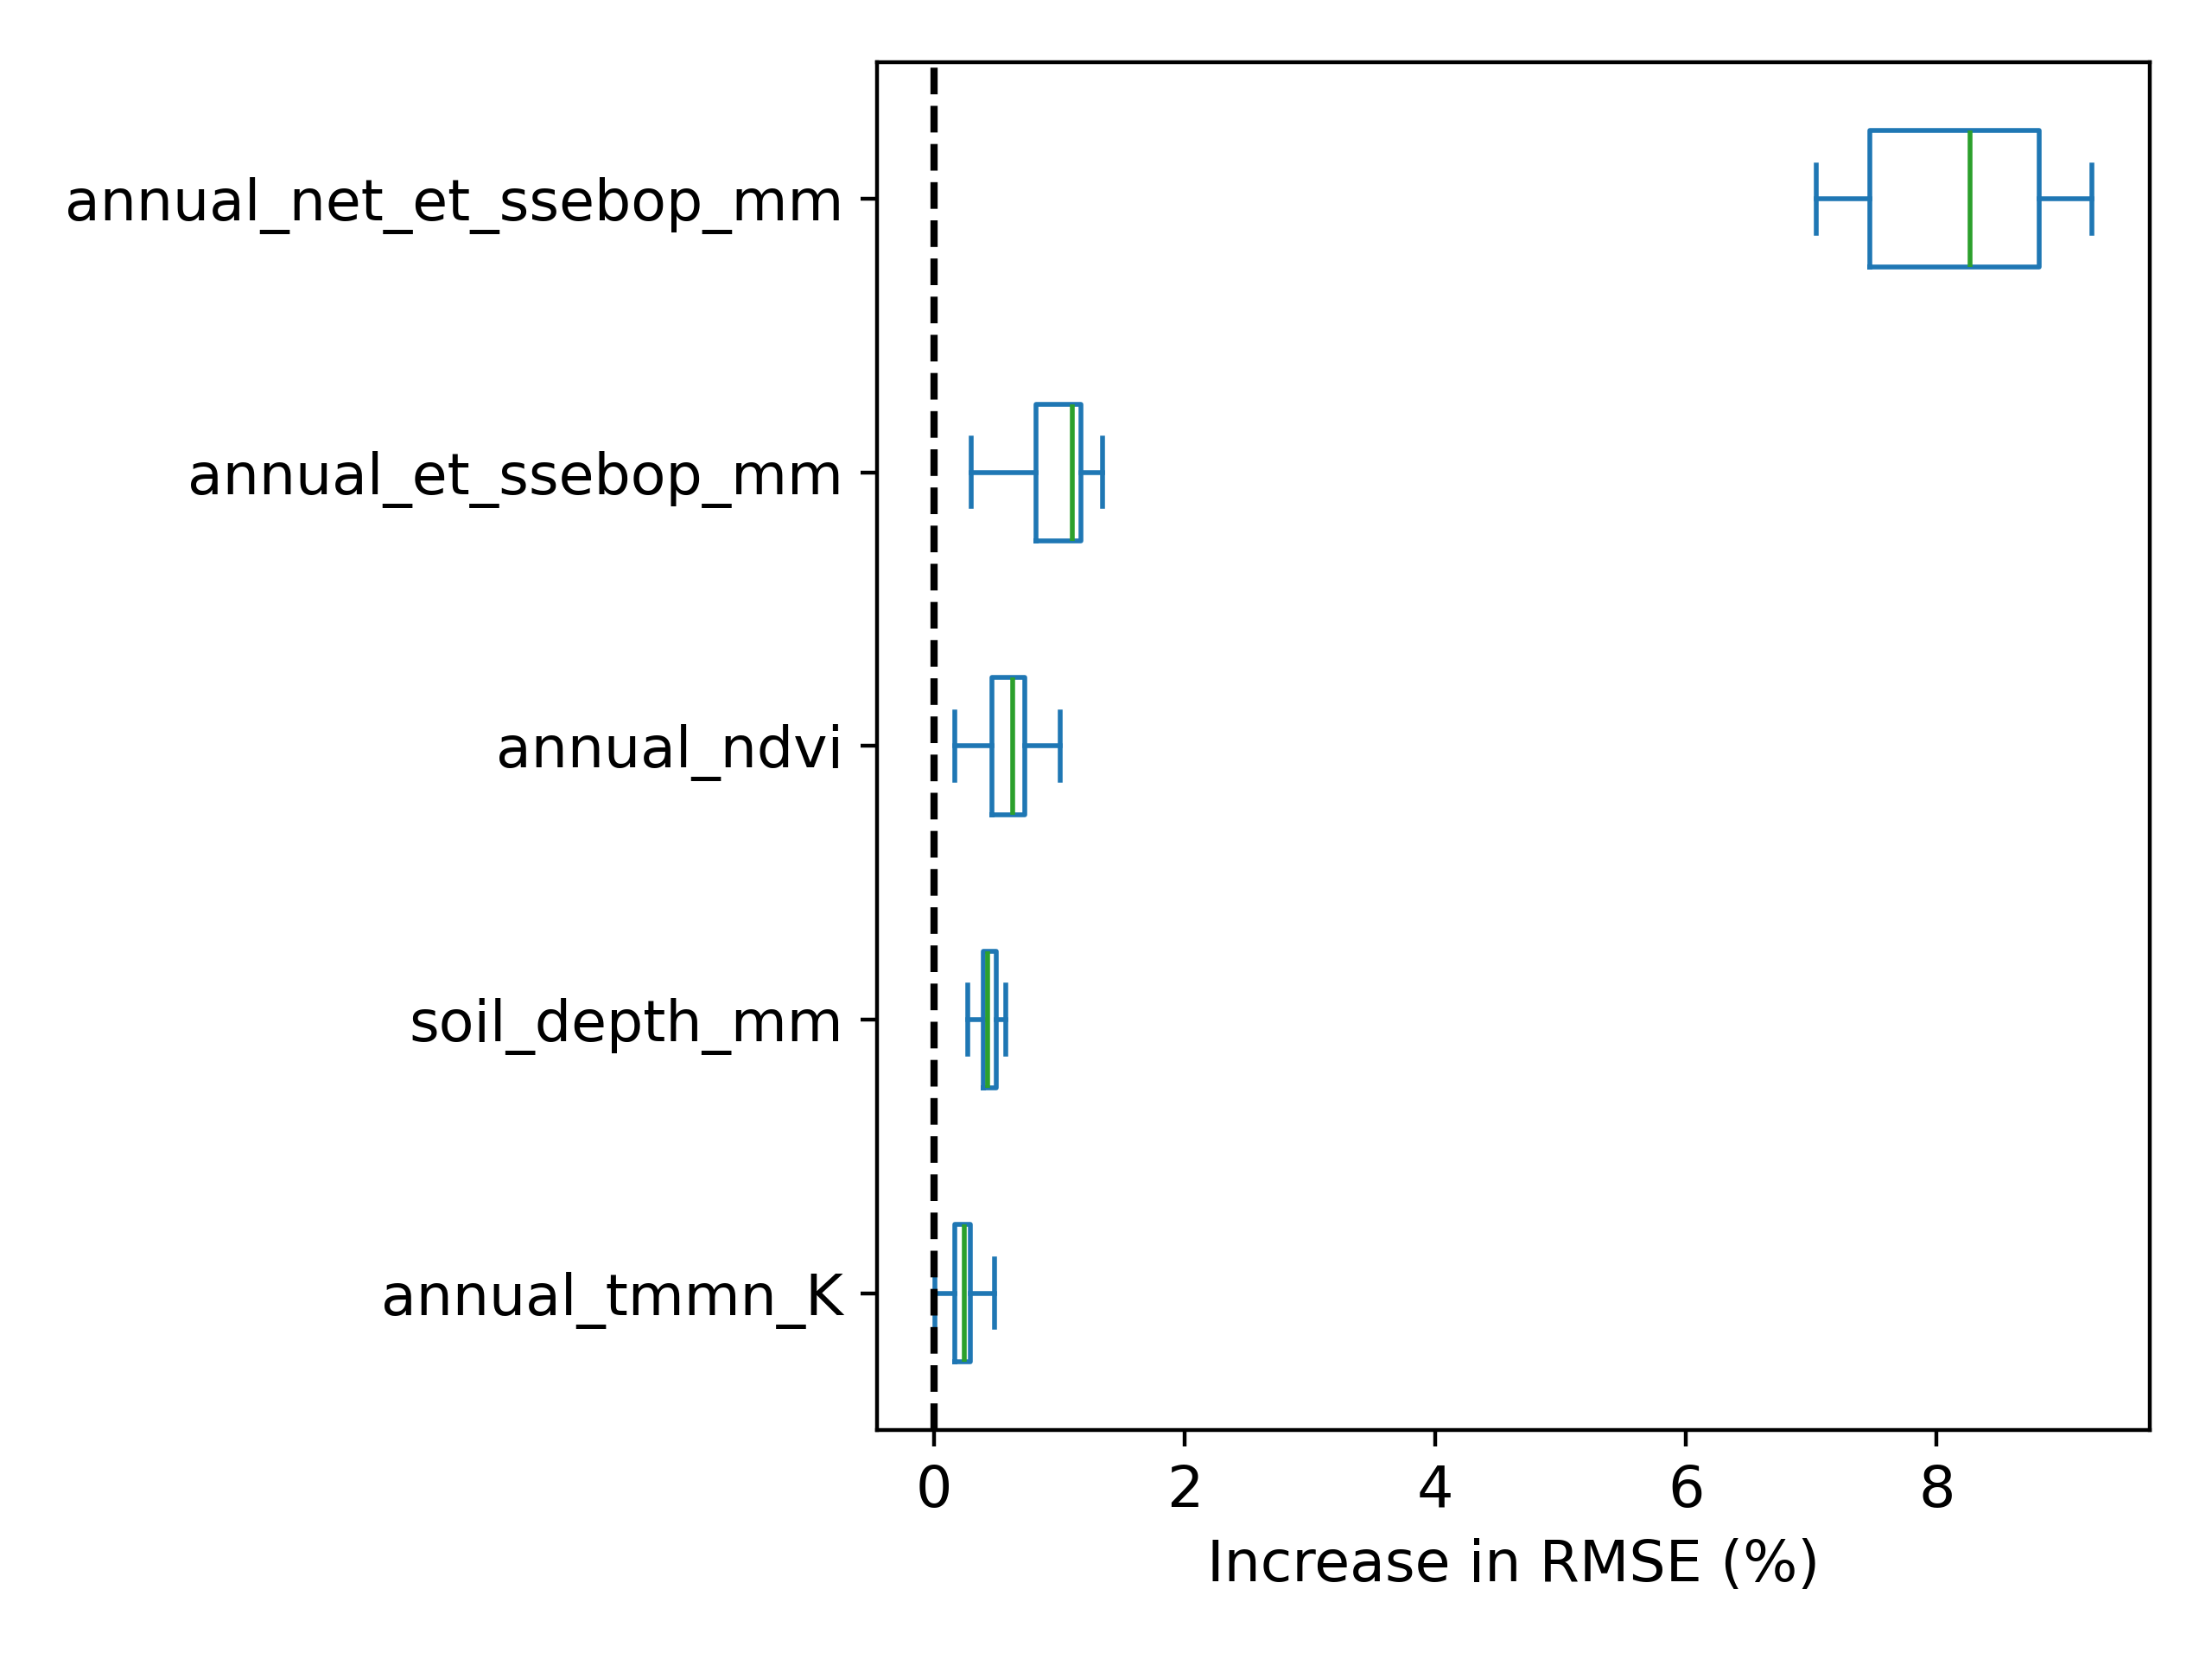 annual_net_et_ssebop_mm
annual_et_ssebop_mm
annual_ndvi
soil_depth_mm
annual_tmmn_K
0 2 4 6 8
Increase in RMSE (%)